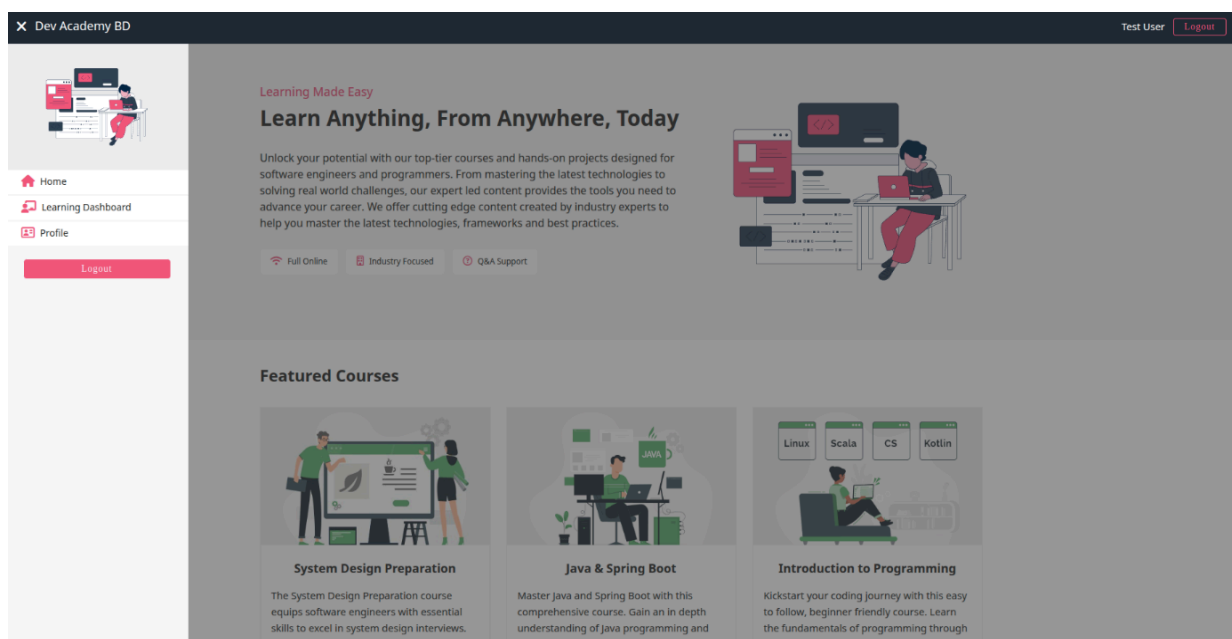 Dev Academy BD
Test User
Logout
Home
Learning Dashboard
Profile
Logout
Learning Made Easy
Learn Anything, From Anywhere, Today
Unlock your potential with our top-tier courses and hands-on projects designed for
software engineers and programmers. From mastering the latest technologies to
solving real world challenges, our expert led content provides the tools you need to
advance your career. We offer cutting edge content created by industry experts to
help you master the latest technologies, frameworks and best practices.
Full Online
Industry Focused
Q&A Support
</>
Featured Courses
JAVA
Linux
Scala
CS
Kotlin
System Design Preparation
The System Design Preparation course
equips software engineers with essential
skills to excel in system design interviews.
Java & Spring Boot
Master Java and Spring Boot with this
comprehensive course. Gain an in depth
understanding of Java programming and
Introduction to Programming
Kickstart your coding journey with this easy
to follow, beginner friendly course. Learn
the fundamentals of programming through